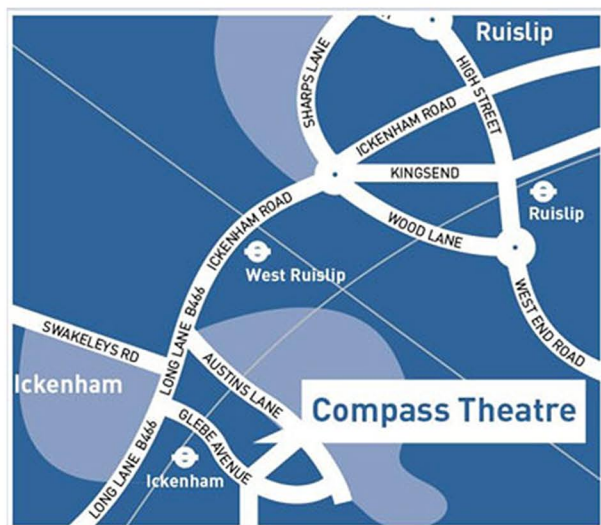 Ruislip
SHARPS LANE
HIGH STREET
ICKENHAM ROAD
KINGSEND
Ruislip
WOOD LANE
ICKENHAM ROAD
West Ruislip
WEST END ROAD
LONG LANE B466
SWAKELEYS RD
AUSTINS LANE
Ickenham
Compass Theatre
GLEBE AVENUE
LONG LANE B466
Ickenham